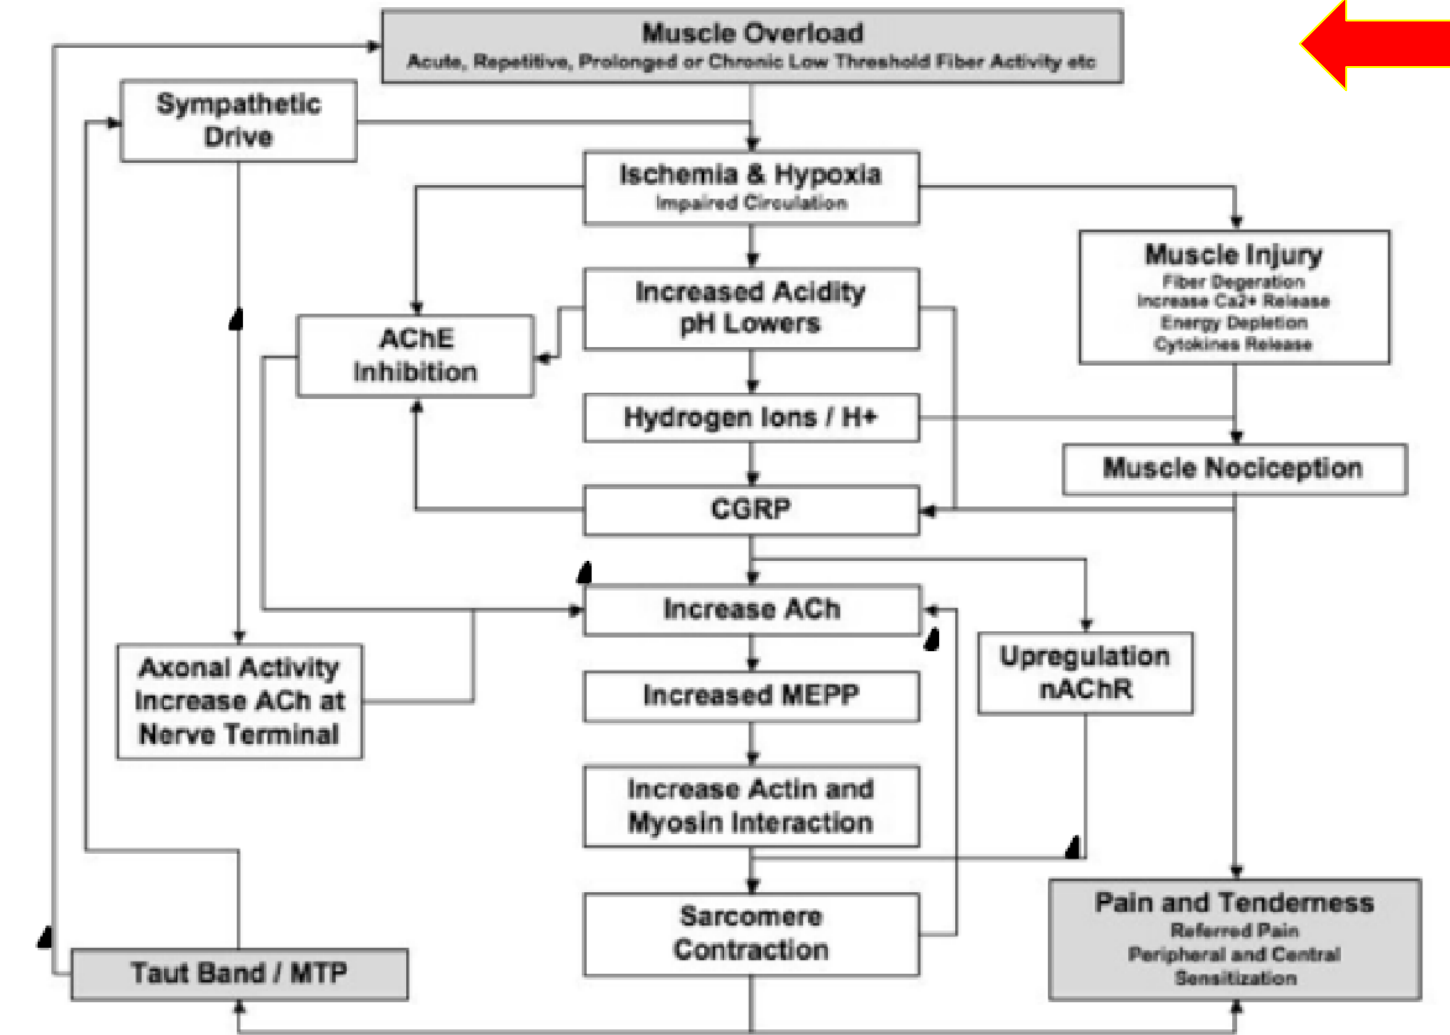 Muscle Overload
Acute, Repetitive, Prolonged or Chronic Low Threshold Fiber Activity etc
Sympathetic
Drive
Ischemia & Hypoxia
Impaired Circulation
Muscle Injury
Fiber Degeration
Increase Ca2+ Release
Energy Depletion
Cytokines Release
Increased Acidity
pH Lowers
AChE
Inhibition
Hydrogen Ions / H+
Muscle Nociception
CGRP
Increase ACh
Axonal Activity
Increase ACh at
Nerve Terminal
Upregulation
nAChR
Increased MEPP
Increase Actin and
Myosin Interaction
Sarcomere
Contraction
Pain and Tenderness
Referred Pain
Peripheral and Central
Sensitization
Taut Band / MTP